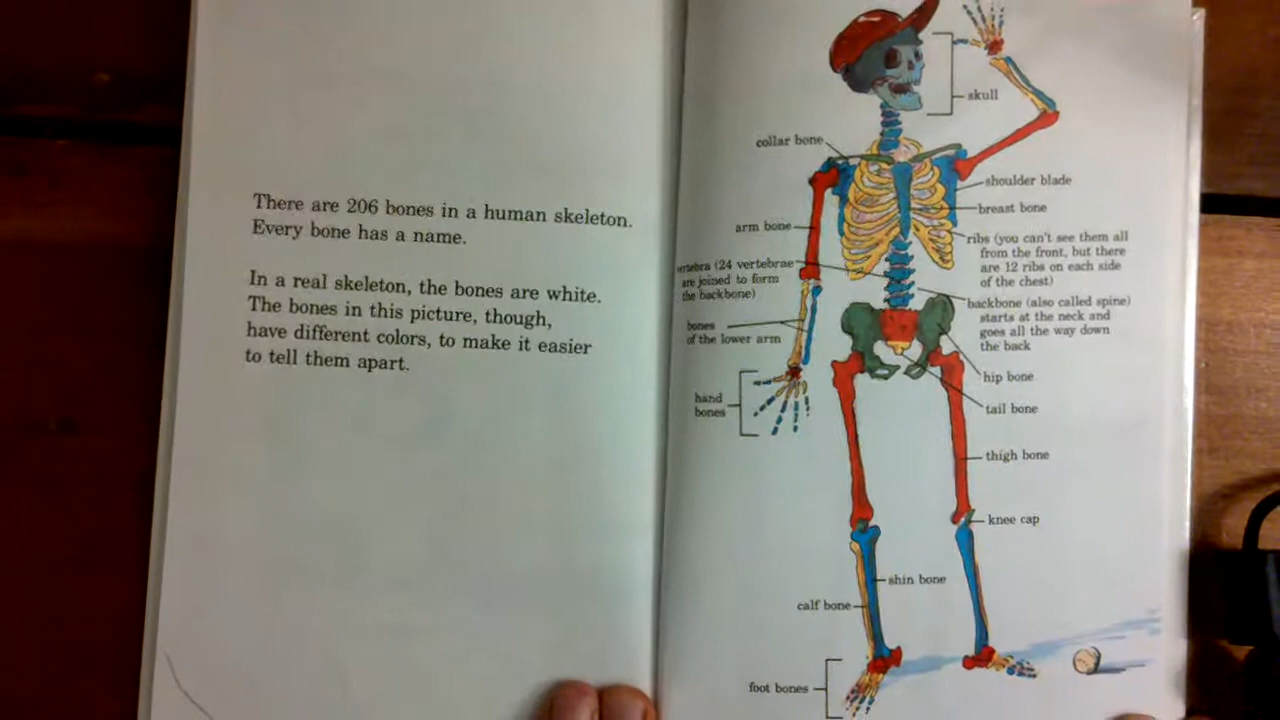 There are 206 bones in a human skeleton.
Every bone has a name.
In a real skeleton, the bones are white.
The bones in this picture, though,
have different colors, to make it easier
to tell them apart.
skull
collar bone
shoulder blade
breast bone
arm bone
ribs (you can't see them all
from the front, but there
are 12 ribs on each side
of the chest)
vertebra (24 vertebrae
are joined to form
the backbone)
backbone (also called spine)
starts at the neck and
goes all the way down
the back
bones
of the lower arm
hip bone
hand
bones
tail bone
thigh bone
knee cap
shin bone
calf bone
foot bones